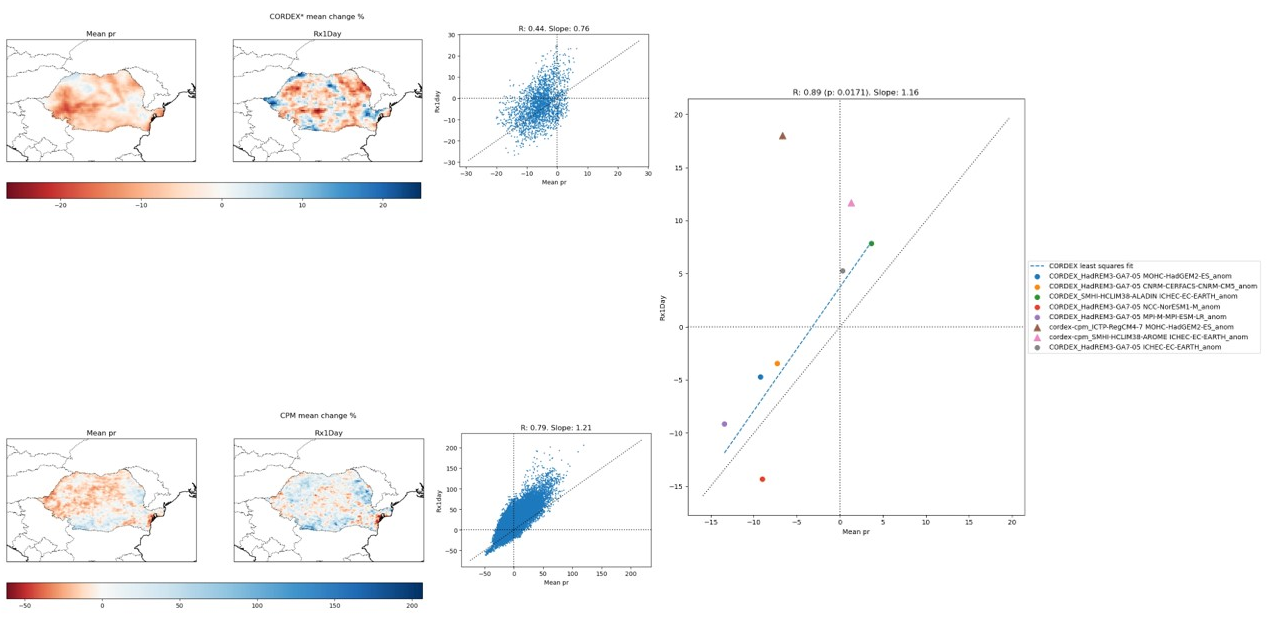 CORDEX* mean change %
Mean pr
Rx1Day
R: 0.44. Slope: 0.76
30
20
10
0
−10
−20
−30
Rx1day
−30 −20 −10 0 10 20 30
Mean pr
−20 −10 0 10 20
CPM mean change %
Mean pr
Rx1Day
R: 0.79. Slope: 1.21
200
150
100
50
0
−50
Rx1day
−50 0 50 100 150 200
Mean pr
−50 0 50 100 150 200
R: 0.89 (p: 0.0171). Slope: 1.16
20
15
10
5
0
−5
−10
−15
Rx1Day
−15 −10 −5 0 5 10 15 20
Mean pr
CORDEX least squares fit
CORDEX_HadREM3-GA7-05 MOHC-HadGEM2-ES_anom
CORDEX_HadREM3-GA7-05 CNRM-CERFACS-CNRM-CM5_anom
CORDEX_SMHI-HCLIM38-ALADIN ICHEC-EC-EARTH_anom
CORDEX_HadREM3-GA7-05 NCC-NorESM1-M_anom
CORDEX_HadREM3-GA7-05 MPI-M-MPI-ESM-LR_anom
cordex-cpm_ICTP-RegCM4-7 MOHC-HadGEM2-ES_anom
cordex-cpm_SMHI-HCLIM38-AROME ICHEC-EC-EARTH_anom
CORDEX_HadREM3-GA7-05 ICHEC-EC-EARTH_anom